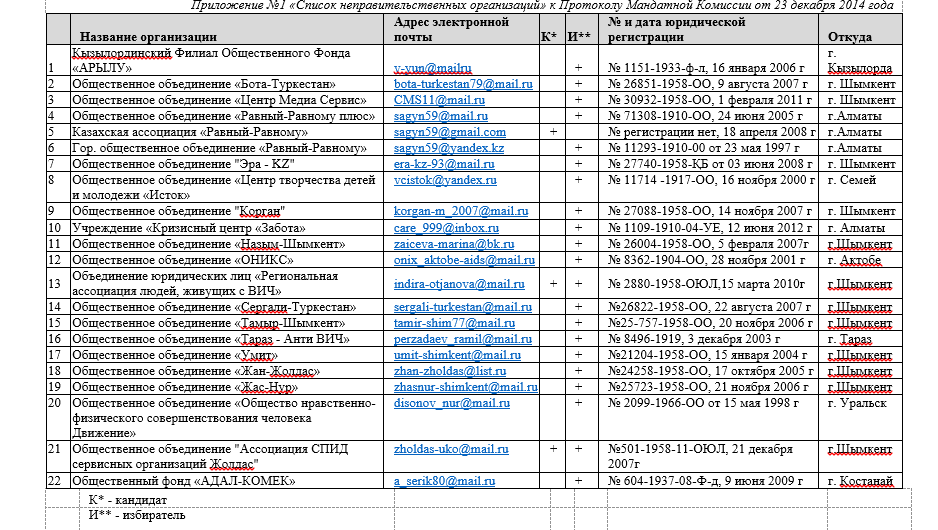 Приложение №1 «Список неправительственных организаций» к Протоколу Мандатной Комиссии от 23 декабря 2014 года
Название организации Адрес электронной почты К* И** № и дата юридической регистрации Откуда
1 Кызылординский Филиал Общественного Фонда «АРЫЛУ» y-yun@mailru + № 1151-1933-ф-л, 16 января 2006 г г. Кызылорда
2 Общественное объединение «Бота-Туркестан» bota-turkestan79@mail.ru + № 26851-1958-ОО, 9 августа 2007 г г. Шымкент
3 Общественное объединение «Центр Медиа Сервис» CMS11@mail.ru + № 30932-1958-ОО, 1 февраля 2011 г г. Шымкент
4 Общественное объединение «Равный-Равному плюс» sagyn59@mail.ru + № 71308-1910-ОО, 24 июня 2005 г г.Алматы
5 Казахская ассоциация «Равный-Равному» sagyn59@gmail.com + № регистрации нет, 18 апреля 2008 г г.Алматы
6 Гор. общественное объединение «Равный-Равному» sagyn59@yandex.kz + № 11293-1910-00 от 23 мая 1997 г г.Алматы
7 Общественное объединение "Эра - KZ" era-kz-93@mail.ru + № 27740-1958-ҚБ от 03 июня 2008 г г. Шымкент
8 Общественное объединение «Центр творчества детей и молодежи «Исток» vcistok@yandex.ru + № 11714 -1917-ОО, 16 ноября 2000 г г. Семей
9 Общественное объединение "Корган" korgan-m_2007@mail.ru + № 27088-1958-ОО, 14 ноября 2007 г г. Шымкент
10 Учреждение «Кризисный центр «Забота» care_999@inbox.ru + № 1109-1910-04-УЕ, 12 июня 2012 г г. Алматы
11 Общественное объединение «Назым-Шымкент» zaiceva-marina@bk.ru + № 26004-1958-ОО, 5 февраля 2007г г.Шымкент
12 Общественное объединение «ОНИКС» onix_aktobe-aids@mail.ru + № 8362-1904-ОО, 28 ноября 2001 г г. Актобе
13 Объединение юридических лиц «Региональная ассоциация людей, живущих с ВИЧ» indira-otjanova@mail.ru + + № 2880-1958-ОЮЛ,15 марта 2010г г.Шымкент
14 Общественное объединение «Сергали-Туркестан» sergali-turkestan@mail.ru + №26822-1958-ОО, 22 августа 2007 г г.Шымкент
15 Общественное объединение «Тамыр-Шымкент» tamir-shim77@mail.ru + №25-757-1958-ОО, 20 ноября 2006 г г.Шымкент
16 Общественное объединение «Тараз - Анти ВИЧ» perzadaev_ramil@mail.ru + № 8496-1919, 3 декабря 2003 г г. Тараз
17 Общественное объединение «Умит» umit-shimkent@mail.ru + №21204-1958-ОО, 15 января 2004 г г.Шымкент
18 Общественное объединение «Жан-Жолдас» zhan-zholdas@list.ru + №24258-1958-ОО, 17 октября 2005 г г.Шымкент
19 Общественное объединение «Жас-Нур» zhasnur-shimkent@mail.ru + №25723-1958-ОО, 21 ноября 2006 г г.Шымкент
20 Общественное объединение «Общество нравственно-физического совершенствования человека Движение» disonov_nur@mail.ru + № 2099-1966-ОО от 15 мая 1998 г г. Уральск
21 Общественное объединение "Ассоциация СПИД сервисных организаций Жолдас" zholdas-uko@mail.ru + + №501-1958-11-ОЮЛ, 21 декабря 2007г г.Шымкент
22 Общественный фонд «АДАЛ-КОМЕК» a_serik80@mail.ru + № 604-1937-08-Ф-д, 9 июня 2009 г г. Костанай
К* - кандидат
И** - избиратель